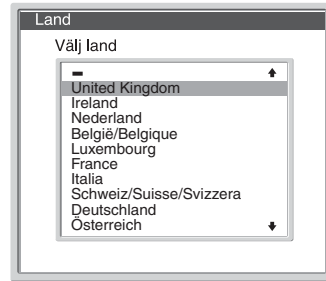 Land
Välj land
-
United Kingdom
Ireland
Nederland
België/Belgique
Luxembourg
France
Italia
Schweiz/Suisse/Svizzera
Deutschland
Österreich